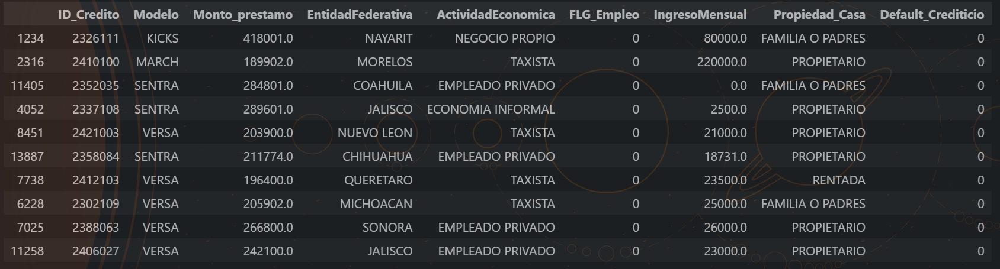 ID_Credito Modelo Monto_prestamo EntidadFederativa ActividadEconomica FLG_Empleo IngresoMensual Propiedad_Casa Default_Crediticio
1234 2326111 KICKS 418001.0 NAYARIT NEGOCIO PROPIO 0 80000.0 FAMILIA O PADRES 0
2316 2410100 MARCH 189902.0 MORELOS TAXISTA 0 220000.0 PROPIETARIO 0
11405 2352035 SENTRA 284801.0 COAHUILA EMPLEADO PRIVADO 0 0.0 FAMILIA O PADRES 0
4052 2337108 SENTRA 289601.0 JALISCO ECONOMIA INFORMAL 0 2500.0 PROPIETARIO 0
8451 2421003 VERSA 203900.0 NUEVO LEON TAXISTA 0 21000.0 PROPIETARIO 0
13887 2358084 SENTRA 211774.0 CHIHUAHUA EMPLEADO PRIVADO 0 18731.0 PROPIETARIO 0
7738 2412103 VERSA 196400.0 QUERETARO TAXISTA 0 23500.0 RENTADA 0
6228 2302109 VERSA 205902.0 MICHOACAN TAXISTA 0 25000.0 FAMILIA O PADRES 0
7025 2388063 VERSA 266800.0 SONORA EMPLEADO PRIVADO 0 26000.0 PROPIETARIO 0
11258 2406027 VERSA 242100.0 JALISCO EMPLEADO PRIVADO 0 23000.0 PROPIETARIO 0